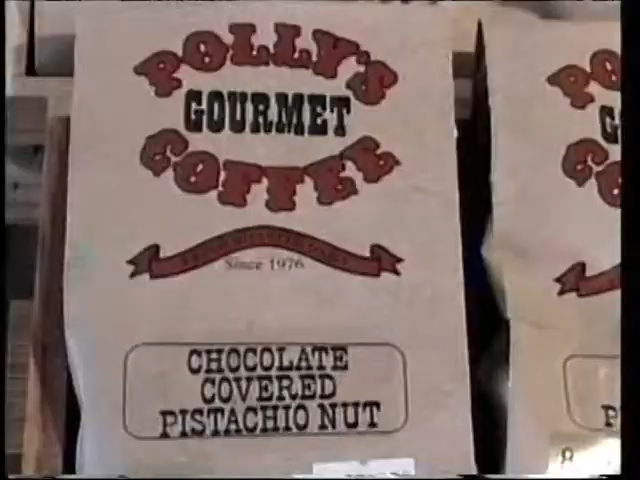 POLLY'S
GOURMET
COFFEE
Since 1976
CHOCOLATE
COVERED
PISTACHIO NUT